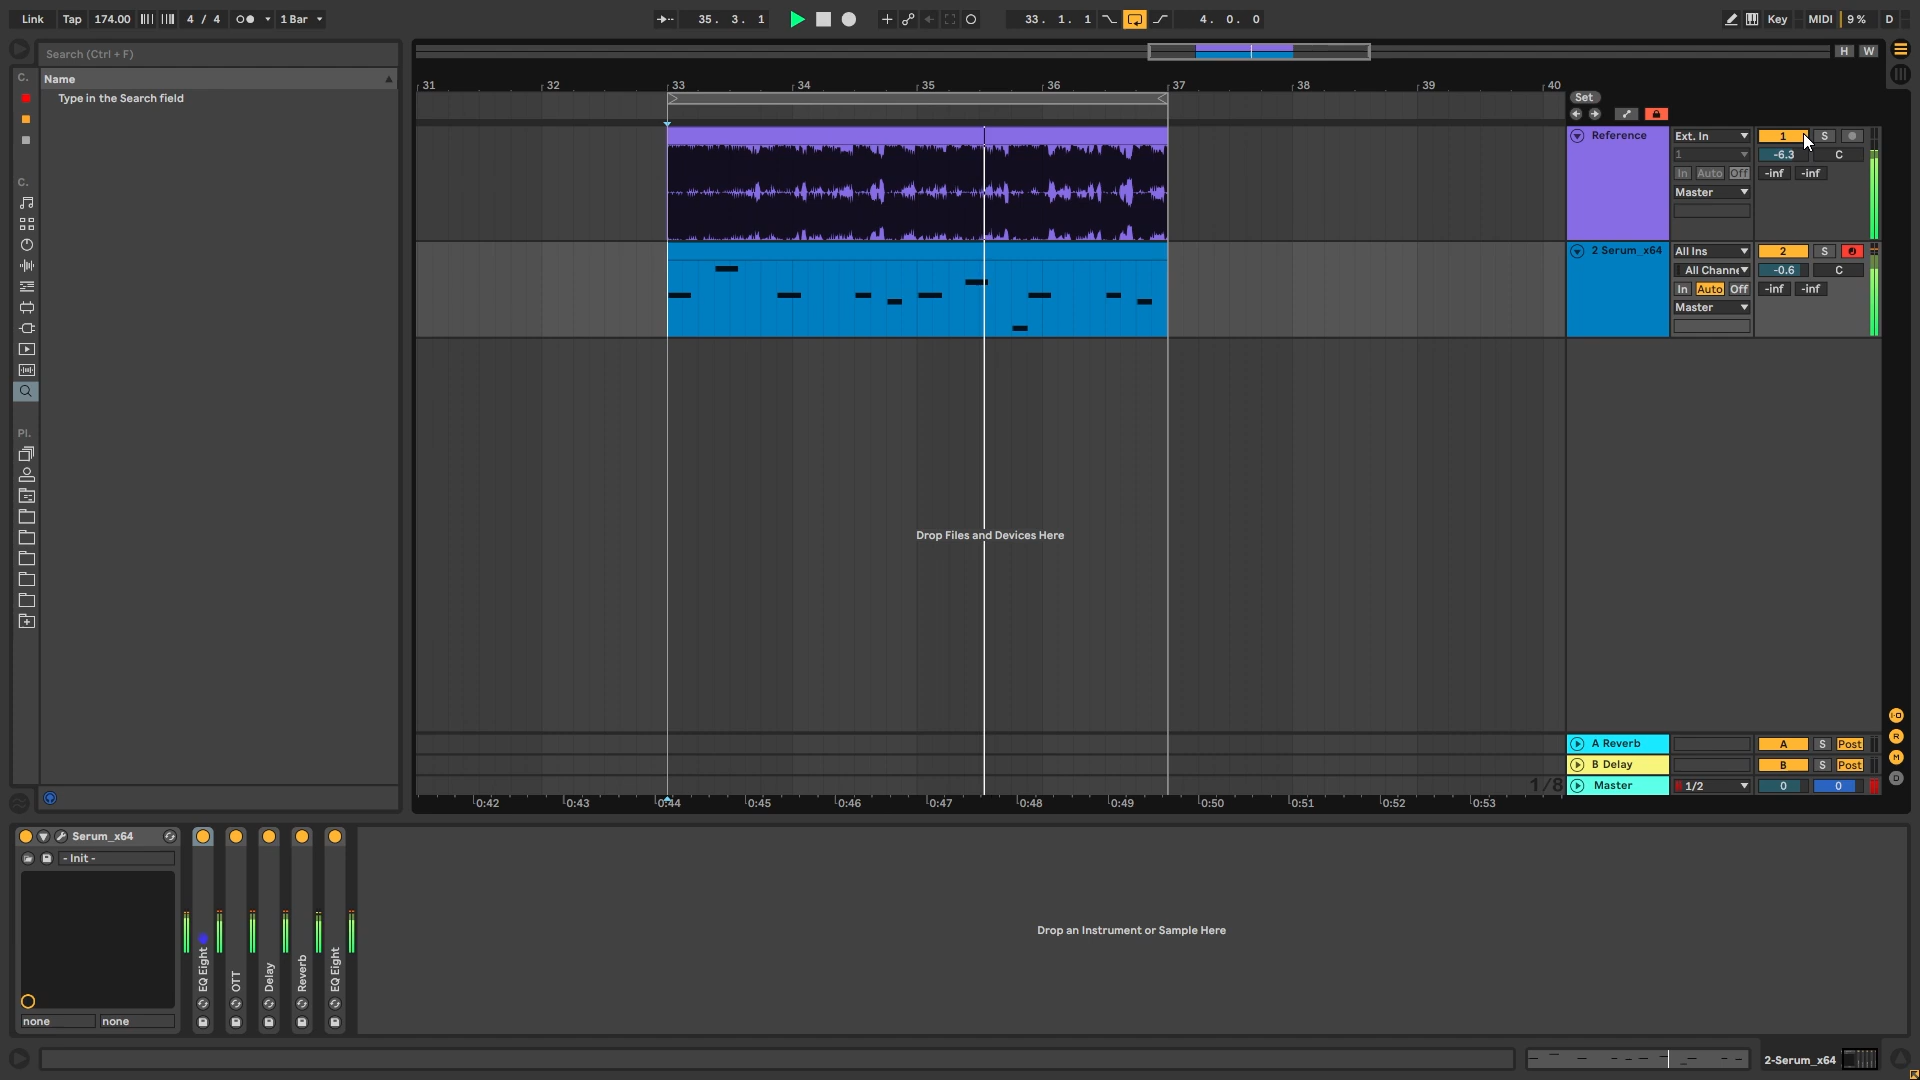 Link Tap 174.00 4 / 4 1 Bar 35. 3. 1 33. 1. 1 4. 0. 0 Key MIDI 9 % D
Search (Ctrl + F)
H W
C.
Name
Type in the Search field
31 32 33 34 35 36 37 38 39 40
Set
Reference Ext. In 1 S
1 -6.3 C
In Auto Off -inf -inf
Master
C.
2 Serum_x64 All Ins 2 S
All Channe -0.6 C
In Auto Off -inf -inf
Master
Pl.
Drop Files and Devices Here
A Reverb A S Post
B Delay B S Post
1/8
Master 1/2 0 0
I-O
R
M
D
0:42 0:43 0:44 0:45 0:46 0:47 0:48 0:49 0:50 0:51 0:52 0:53
Serum_x64
- Init -
EQ Eight
OTT
Delay
Reverb
EQ Eight
none none
Drop an Instrument or Sample Here
2-Serum_x64